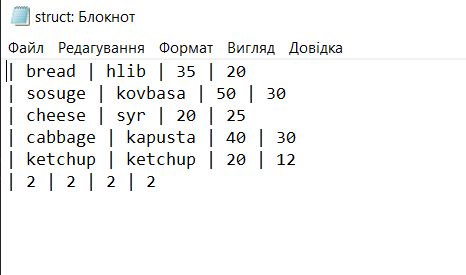 struct: Блокнот
Файл Редагування Формат Вигляд Довідка
| bread | hlib | 35 | 20
| sosuge | kovbasa | 50 | 30
| cheese | syr | 20 | 25
| cabbage | kapusta | 40 | 30
| ketchup | ketchup | 20 | 12
| 2 | 2 | 2 | 2